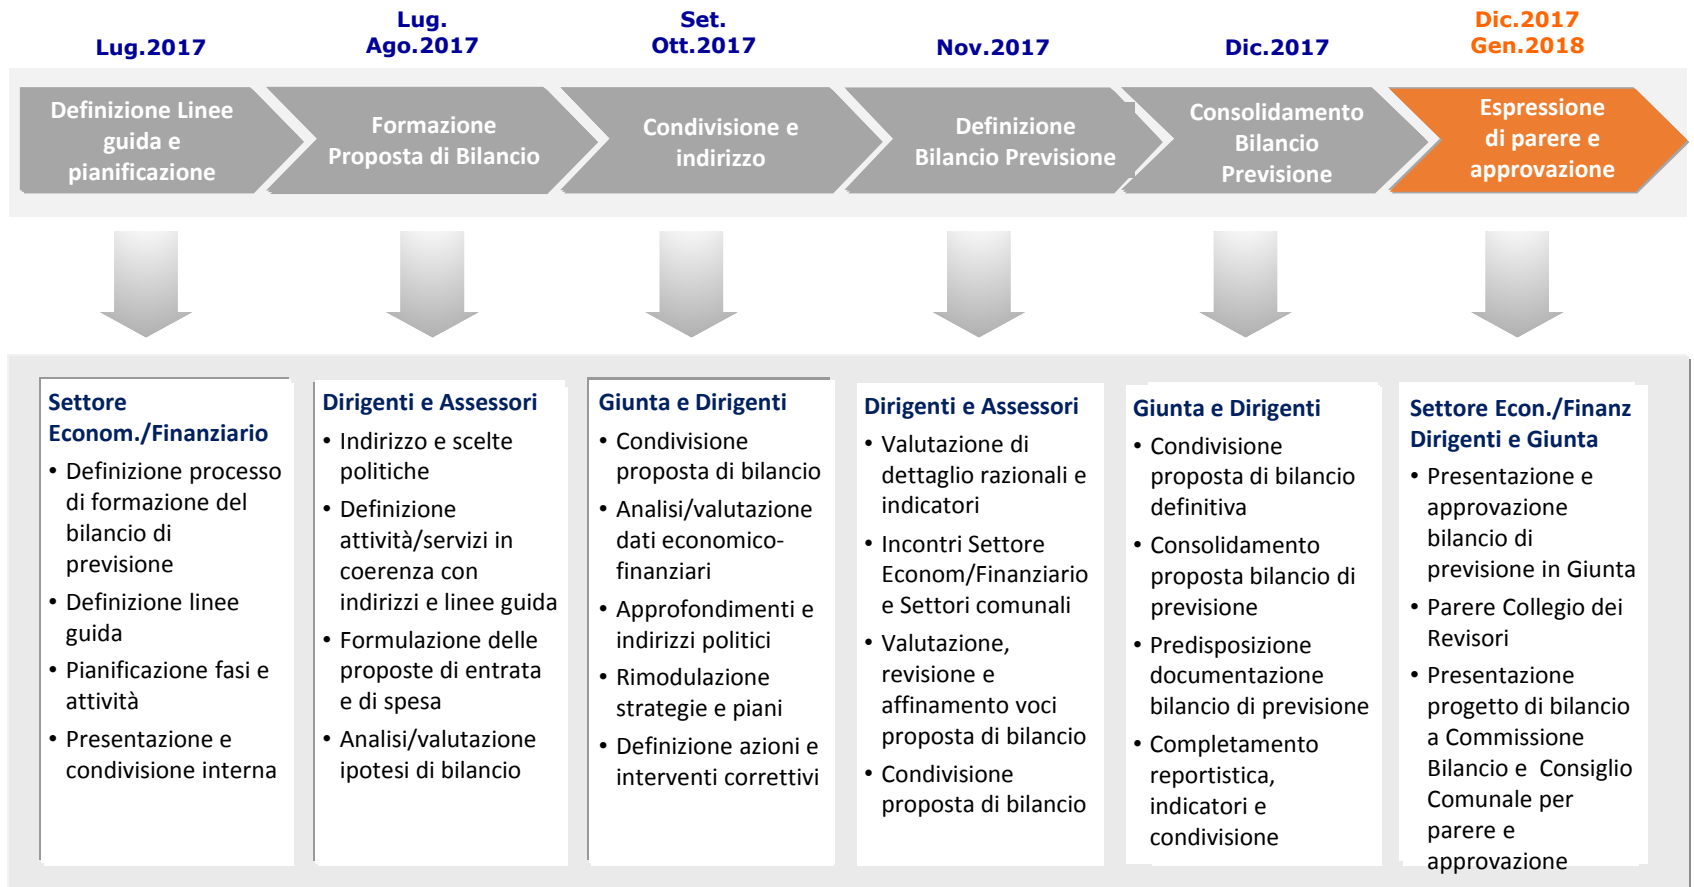 Lug.2017
Lug.
Ago.2017
Set.
Ott.2017
Nov.2017
Dic.2017
Dic.2017
Gen.2018
Definizione Linee
guida e
pianificazione
Formazione
Proposta di Bilancio
Condivisione e
indirizzo
Definizione
Bilancio Previsione
Consolidamento
Bilancio
Previsione
Espressione
di parere e
approvazione
Settore
Econom./Finanziario
• Definizione processo
di formazione del
bilancio di
previsione
• Definizione linee
guida
• Pianificazione fasi e
attività
• Presentazione e
condivisione interna
Dirigenti e Assessori
• Indirizzo e scelte
politiche
• Definizione
attività/servizi in
coerenza con
indirizzi e linee guida
• Formulazione delle
proposte di entrata
e di spesa
• Analisi/valutazione
ipotesi di bilancio
Giunta e Dirigenti
• Condivisione
proposta di bilancio
• Analisi/valutazione
dati economico-
finanziari
• Approfondimenti e
indirizzi politici
• Rimodulazione
strategie e piani
• Definizione azioni e
interventi correttivi
Dirigenti e Assessori
• Valutazione di
dettaglio razionali e
indicatori
• Incontri Settore
Econom/Finanziario
e Settori comunali
• Valutazione,
revisione e
affinamento voci
proposta di bilancio
• Condivisione
proposta di bilancio
Giunta e Dirigenti
• Condivisione
proposta di bilancio
definitiva
• Consolidamento
proposta bilancio di
previsione
• Predisposizione
documentazione
bilancio di previsione
• Completamento
reportistica,
indicatori e
condivisione
Settore Econ./Finanz
Dirigenti e Giunta
• Presentazione e
approvazione
bilancio di
previsione in Giunta
• Parere Collegio dei
Revisori
• Presentazione
progetto di bilancio
a Commissione
Bilancio e Consiglio
Comunale per
parere e
approvazione